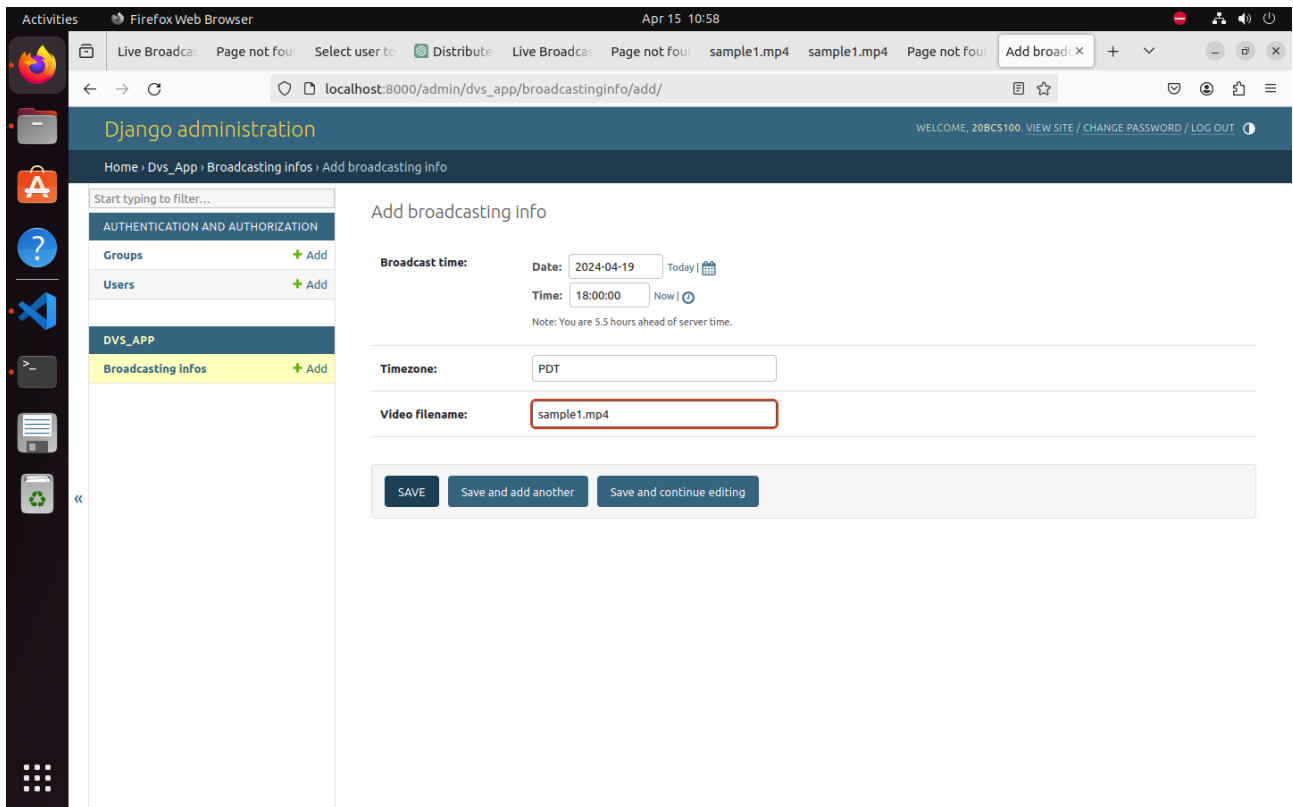 Activities Firefox Web Browser Apr 15 10:58
Live Broadcas Page not fou Select user to Distribute Live Broadcas Page not four sample1.mp4 sample1.mp4 Page not four Add broadc × +
localhost:8000/admin/dvs_app/broadcastinginfo/add/
Django administration
WELCOME, 20BCS100. VIEW SITE / CHANGE PASSWORD / LOG OUT
Home › Dvs_App › Broadcasting infos › Add broadcasting info
Start typing to filter...
AUTHENTICATION AND AUTHORIZATION
Groups + Add
Users + Add
DVS_APP
Broadcasting infos + Add
«
Add broadcasting info
Broadcast time:
Date: 2024-04-19 Today |
Time: 18:00:00 Now |
Note: You are 5.5 hours ahead of server time.
Timezone: PDT
Video filename: sample1.mp4
SAVE Save and add another Save and continue editing